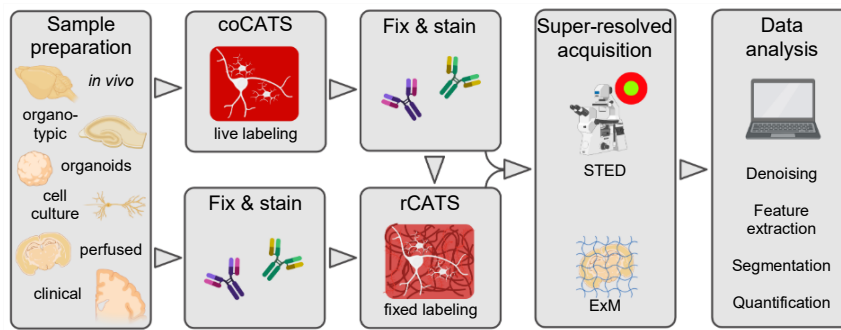 Sample
preparation
in vivo
organo-
typic
organoids
cell
culture
perfused
clinical
coCATS
live labeling
Fix & stain
Fix & stain
rCATS
fixed labeling
Super-resolved
acquisition
STED
ExM
Data
analysis
Denoising
Feature
extraction
Segmentation
Quantification